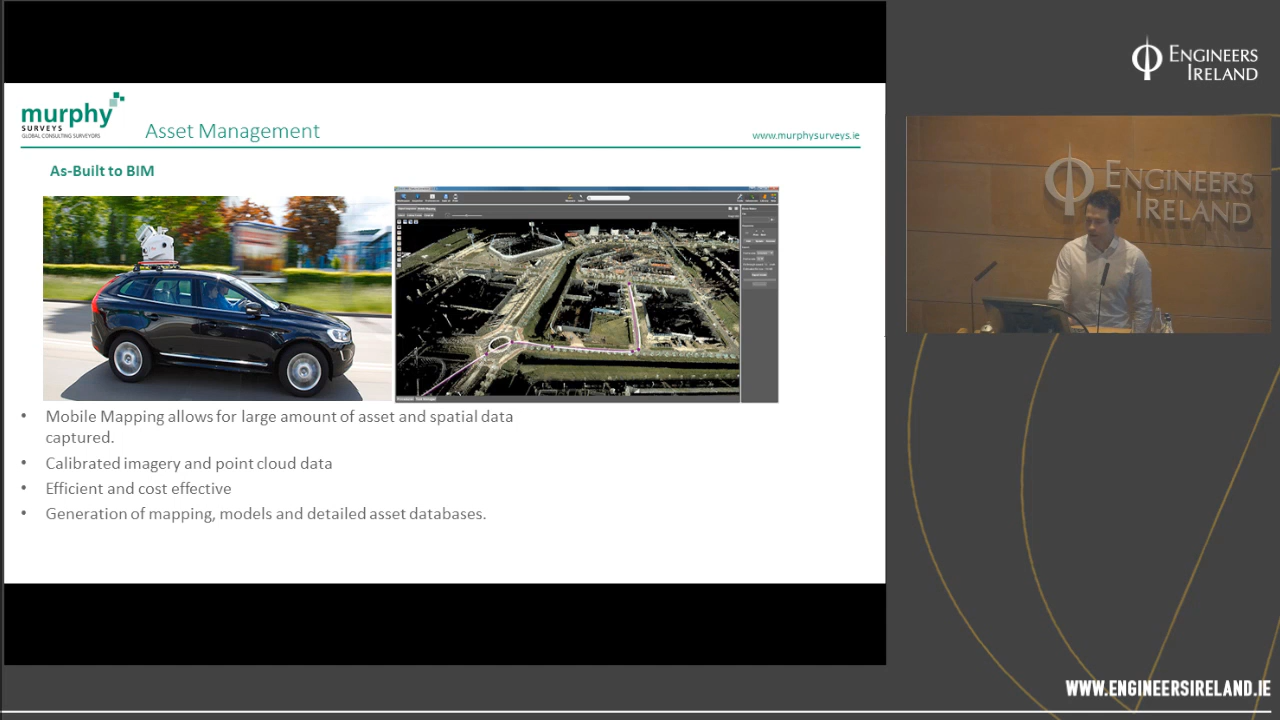 murphy
SURVEYS
GLOBAL CONSULTING SURVEYORS
Asset Management
www.murphysurveys.ie
As-Built to BIM
• Mobile Mapping allows for large amount of asset and spatial data
captured.
• Calibrated imagery and point cloud data
• Efficient and cost effective
• Generation of mapping, models and detailed asset databases.
ENGINEERS
IRELAND
ENGINEERS
IRELAND
WWW.ENGINEERSIRELAND.IE